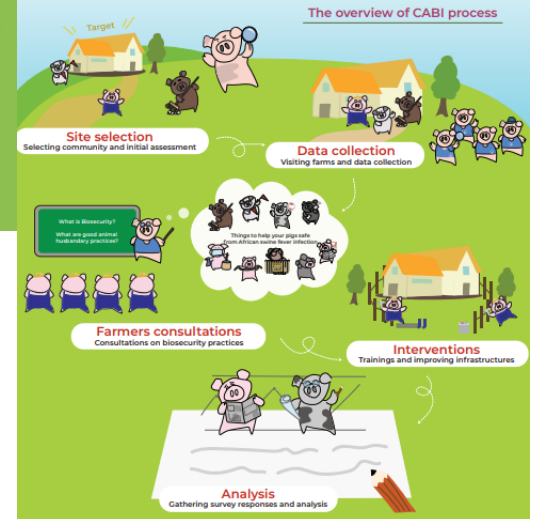 The overview of CABI process
Target
Site selection
Selecting community and initial assessment
Data collection
Visiting farms and data collection
What is Biosecurity?
What are good animal
husbandary practices?
Things to help your pigs safe
from African swine fever infection
Farmers consultations
Consultations on biosecurity practices
Interventions
Trainings and improving infrastructures
Analysis
Gathering survey responses and analysis